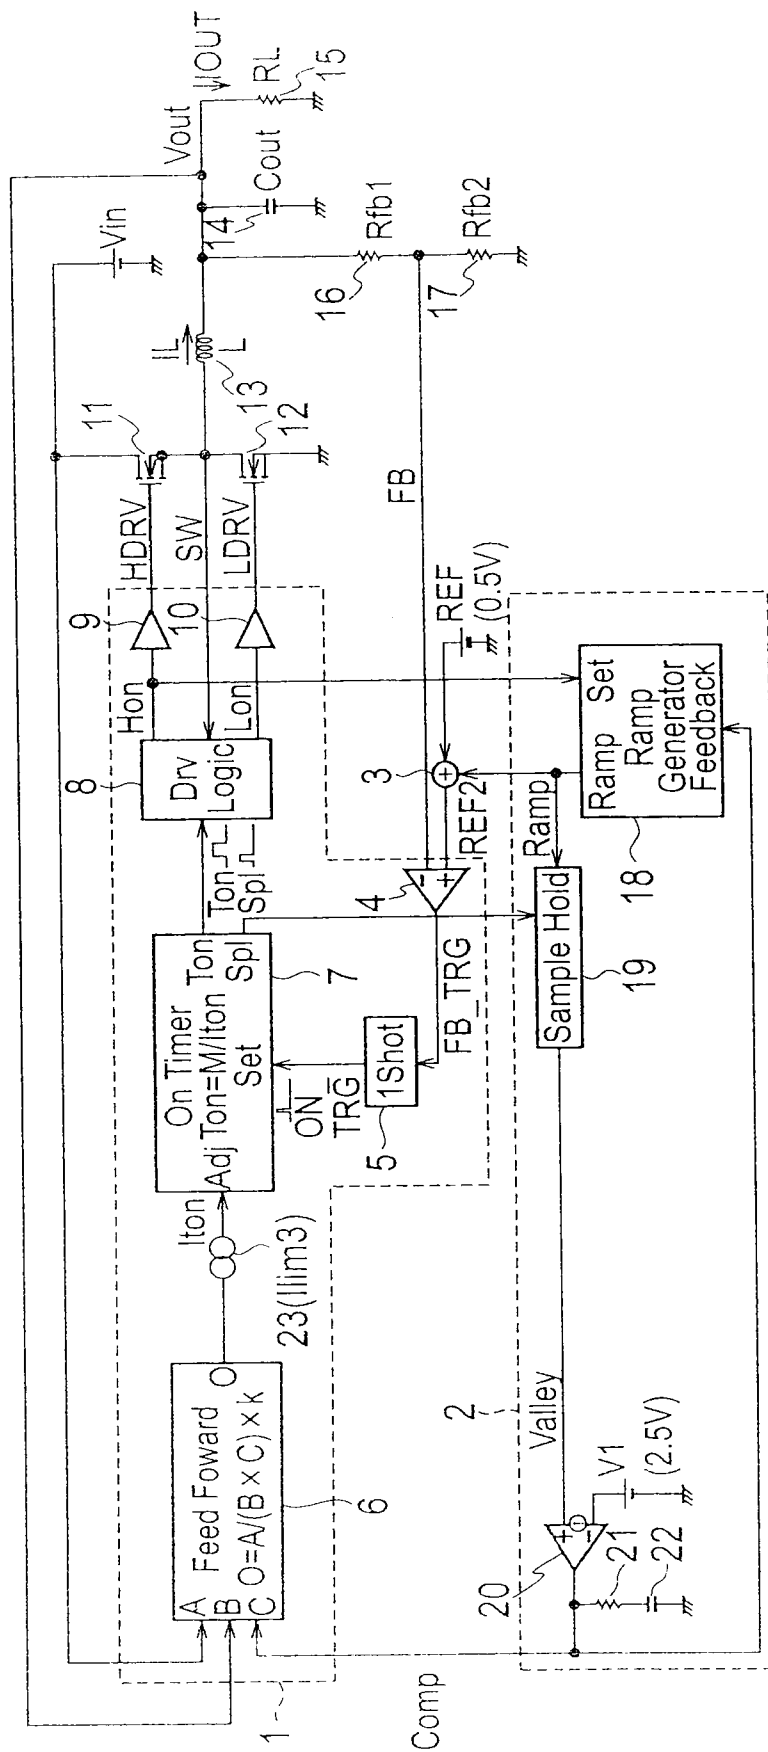 Vout
IOUT
RL
15
Cout
14
Vin
Rfb1
16
Rfb2
17
IL
L
13
11
12
HDRV
SW
LDRV
FB
9
10
Hon
Lon
8
Drv
Logic
Ton
Spl
3
REF
(0.5V)
REF2
4
FB_TRG
On Timer
Adj Ton=M/Iton Ton
Set Spl
7
ON
TRG
1Shot
5
Iton
23(Ilim3)
A
B
C
Feed Foward
O=A/(B×C)×k
O
6
1
Comp
2
Ramp Set
Ramp
Generator
Feedback
18
Ramp
Sample Hold
19
Valley
V1
(2.5V)
20
21
22